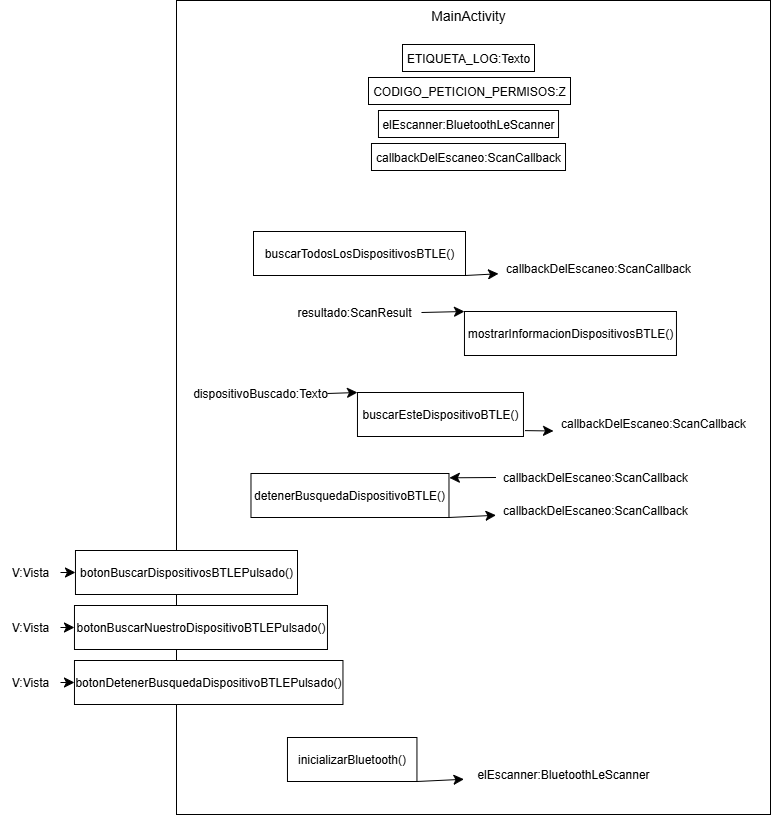 MainActivity
ETIQUETA_LOG:Texto
CODIGO_PETICION_PERMISOS:Z
elEscanner:BluetoothLeScanner
callbackDelEscaneo:ScanCallback
buscarTodosLosDispositivosBTLE()
callbackDelEscaneo:ScanCallback
resultado:ScanResult
mostrarInformacionDispositivosBTLE()
dispositivoBuscado:Texto
buscarEsteDispositivoBTLE()
callbackDelEscaneo:ScanCallback
callbackDelEscaneo:ScanCallback
detenerBusquedaDispositivoBTLE()
callbackDelEscaneo:ScanCallback
V:Vista
botonBuscarDispositivosBTLEPulsado()
V:Vista
botonBuscarNuestroDispositivoBTLEPulsado()
V:Vista
botonDetenerBusquedaDispositivoBTLEPulsado()
inicializarBluetooth()
elEscanner:BluetoothLeScanner